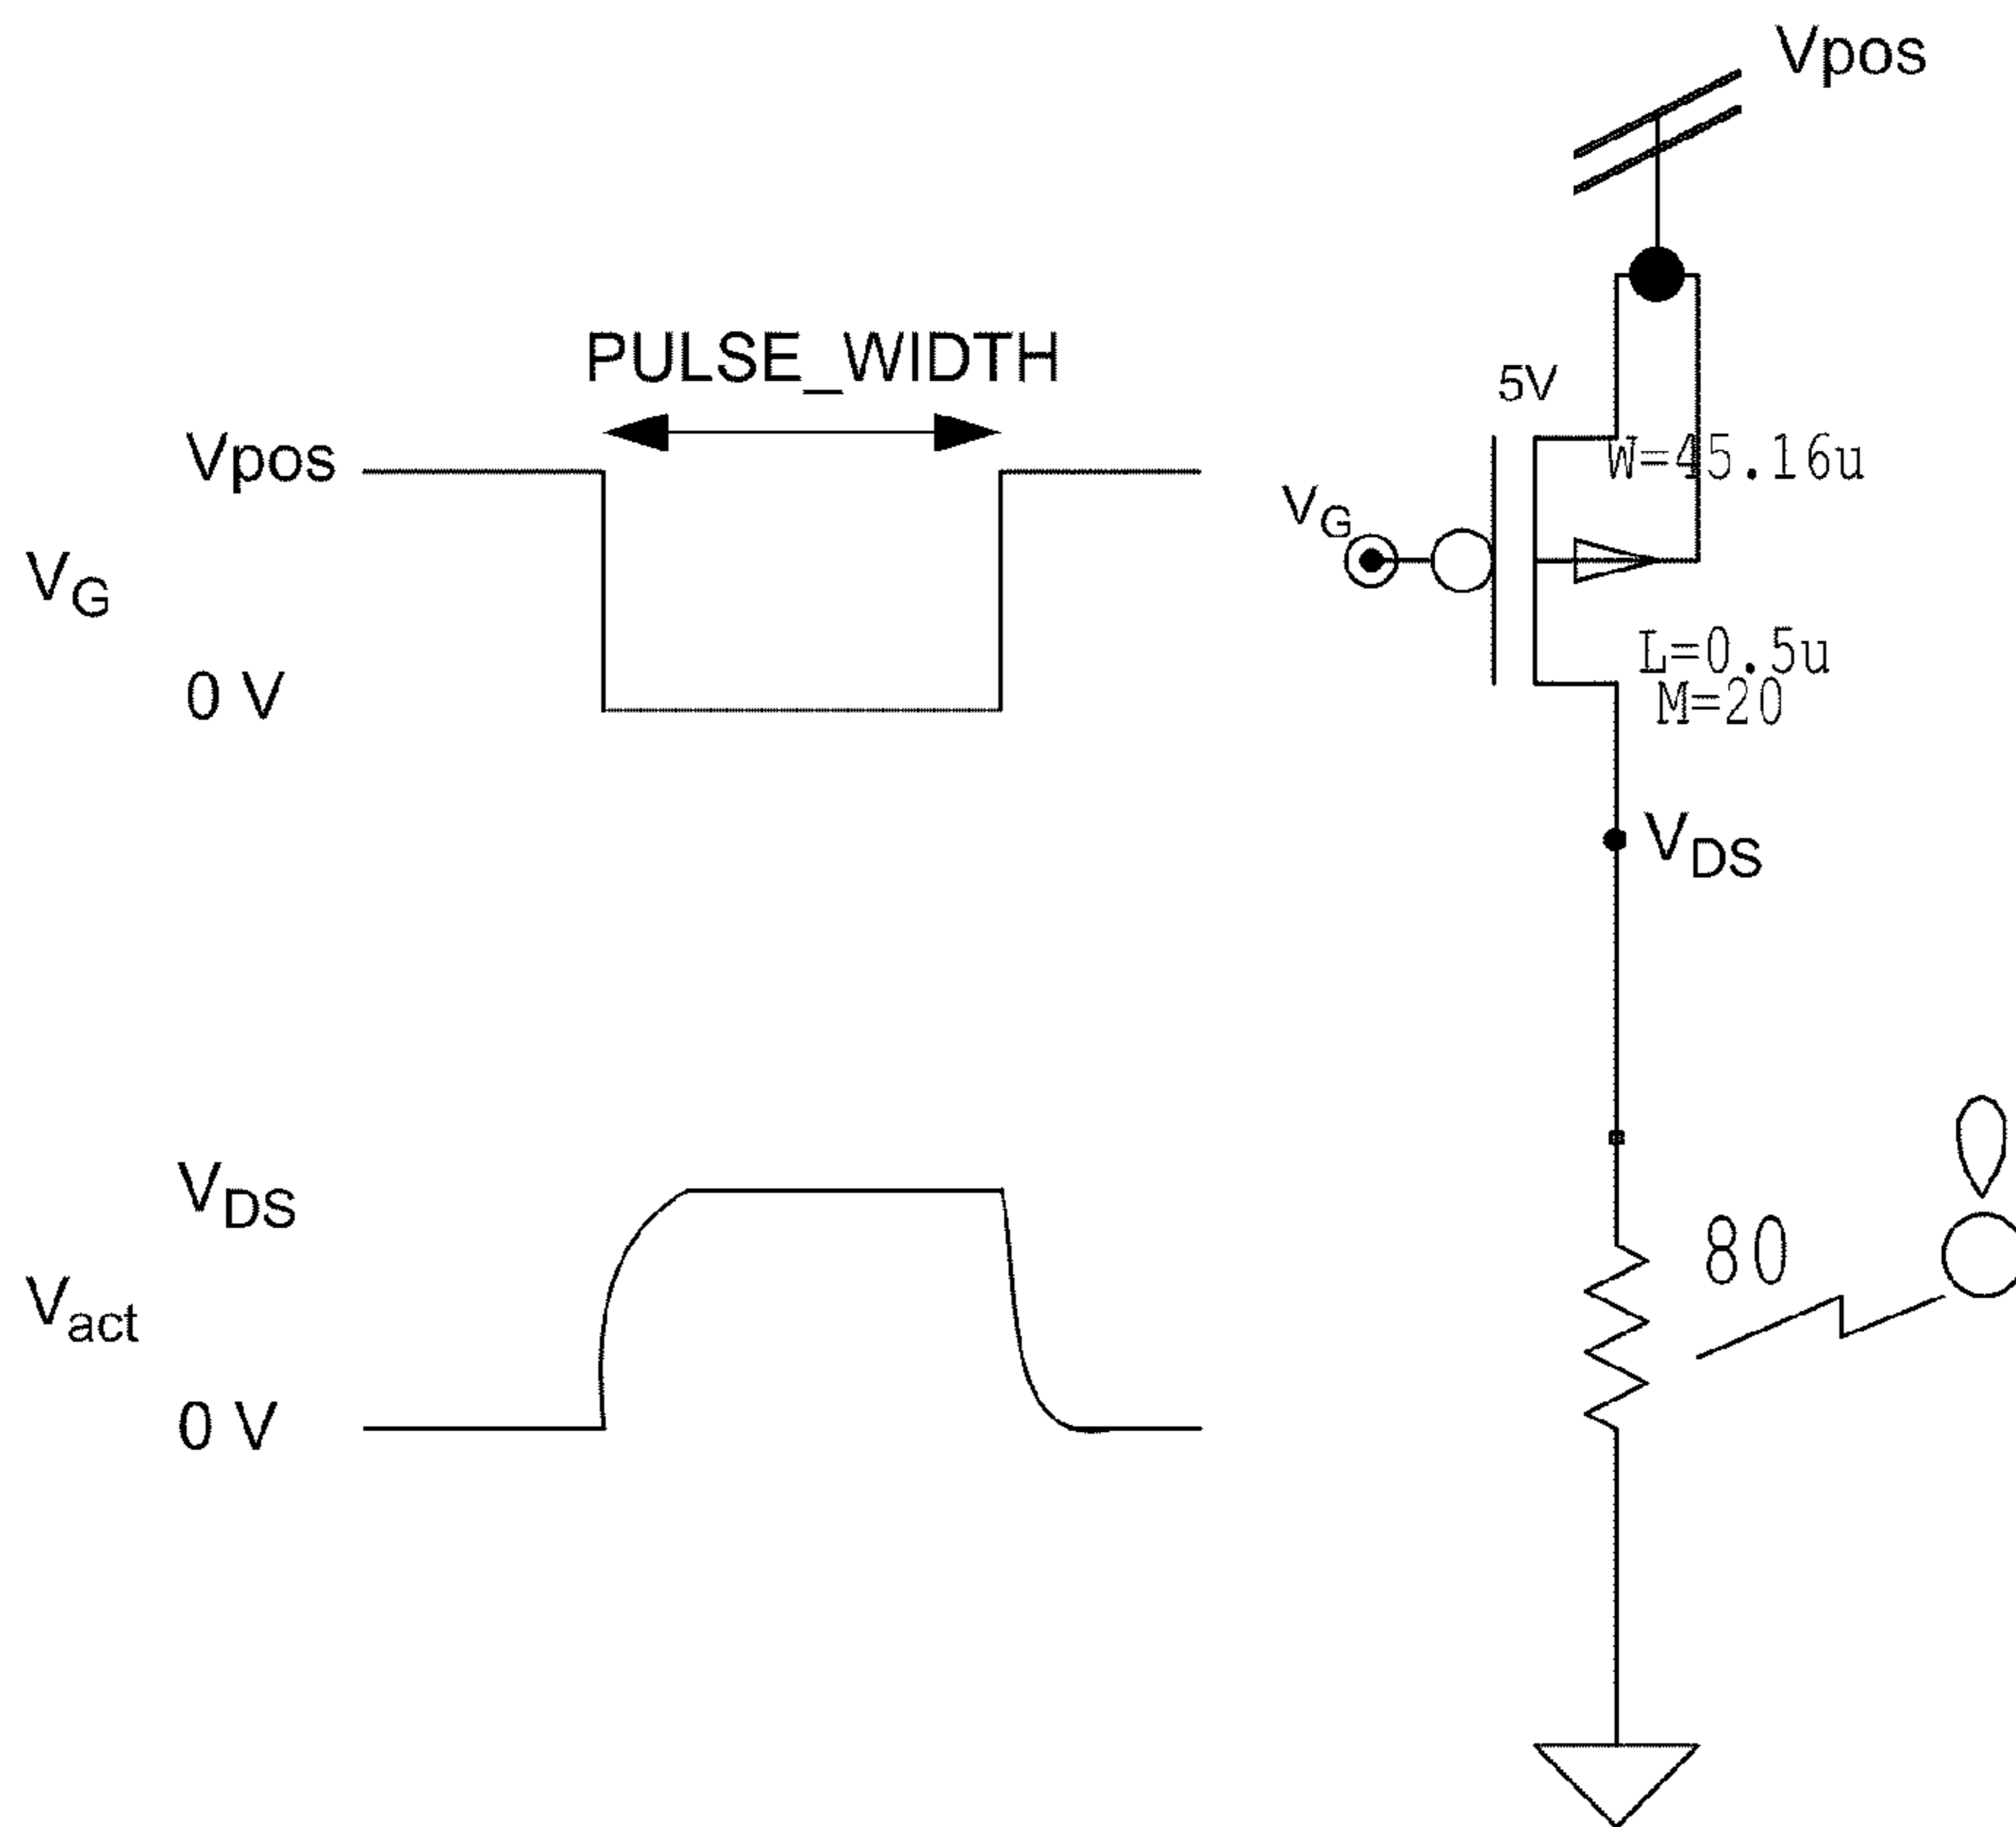 Vpos
PULSE_WIDTH
5V
Vpos
W=45.16u
VG
VG
L=0.5u
0 V
M=20
VDS
VDS
80
Vact
0 V